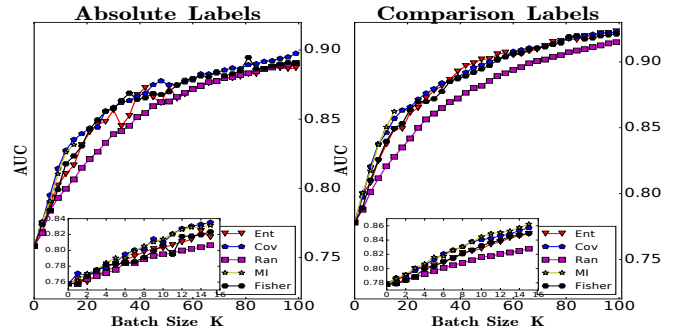 Absolute Labels
Comparison Labels
0.90
0.85
0.80
0.75
AUC
0 20 40 60 80 100
Batch Size K
0.84
0.82
0.80
0.78
0.76
0 2 4 6 8 10 12 14 16
Ent
Cov
Ran
MI
Fisher
0.90
0.85
0.80
0.75
AUC
0 20 40 60 80 100
Batch Size K
0.86
0.84
0.82
0.80
0.78
0 2 4 6 8 10 12 14 16
Ent
Cov
Ran
MI
Fisher